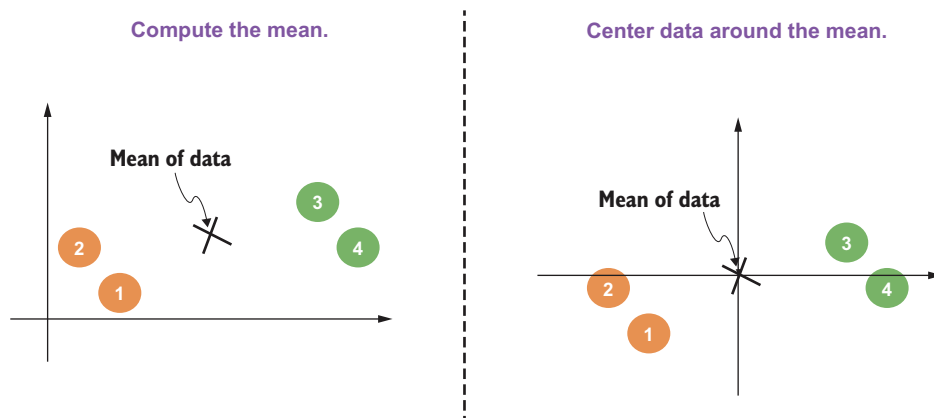 Compute the mean.
Mean of data
3
2
4
1
Center data around the mean.
Mean of data
3
2
4
1